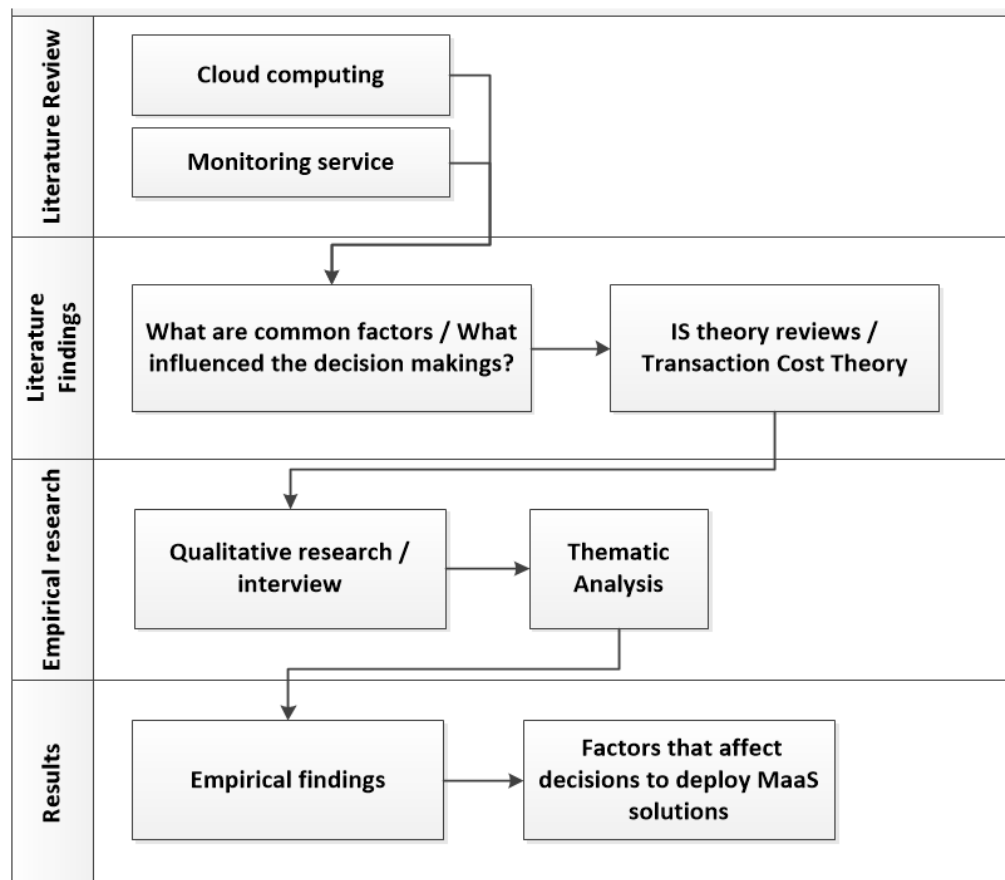 Literature Review
Cloud computing
Monitoring service
Literature
Findings
What are common factors / What
influenced the decision makings?
IS theory reviews /
Transaction Cost Theory
Empirical research
Qualitative research /
interview
Thematic
Analysis
Results
Empirical findings
Factors that affect
decisions to deploy MaaS
solutions